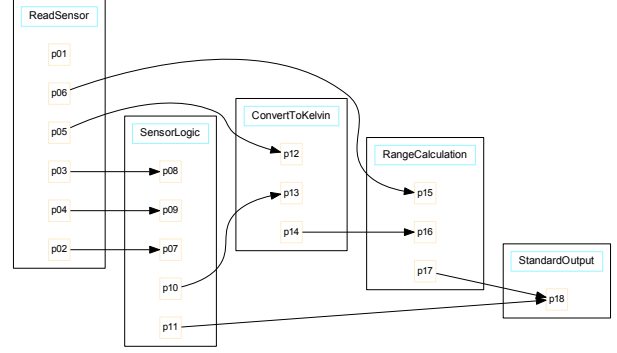 ReadSensor
p01
p06
p05
p03
p04
p02
SensorLogic
p08
p09
p07
p10
p11
ConvertToKelvin
p12
p13
p14
RangeCalculation
p15
p16
p17
StandardOutput
p18